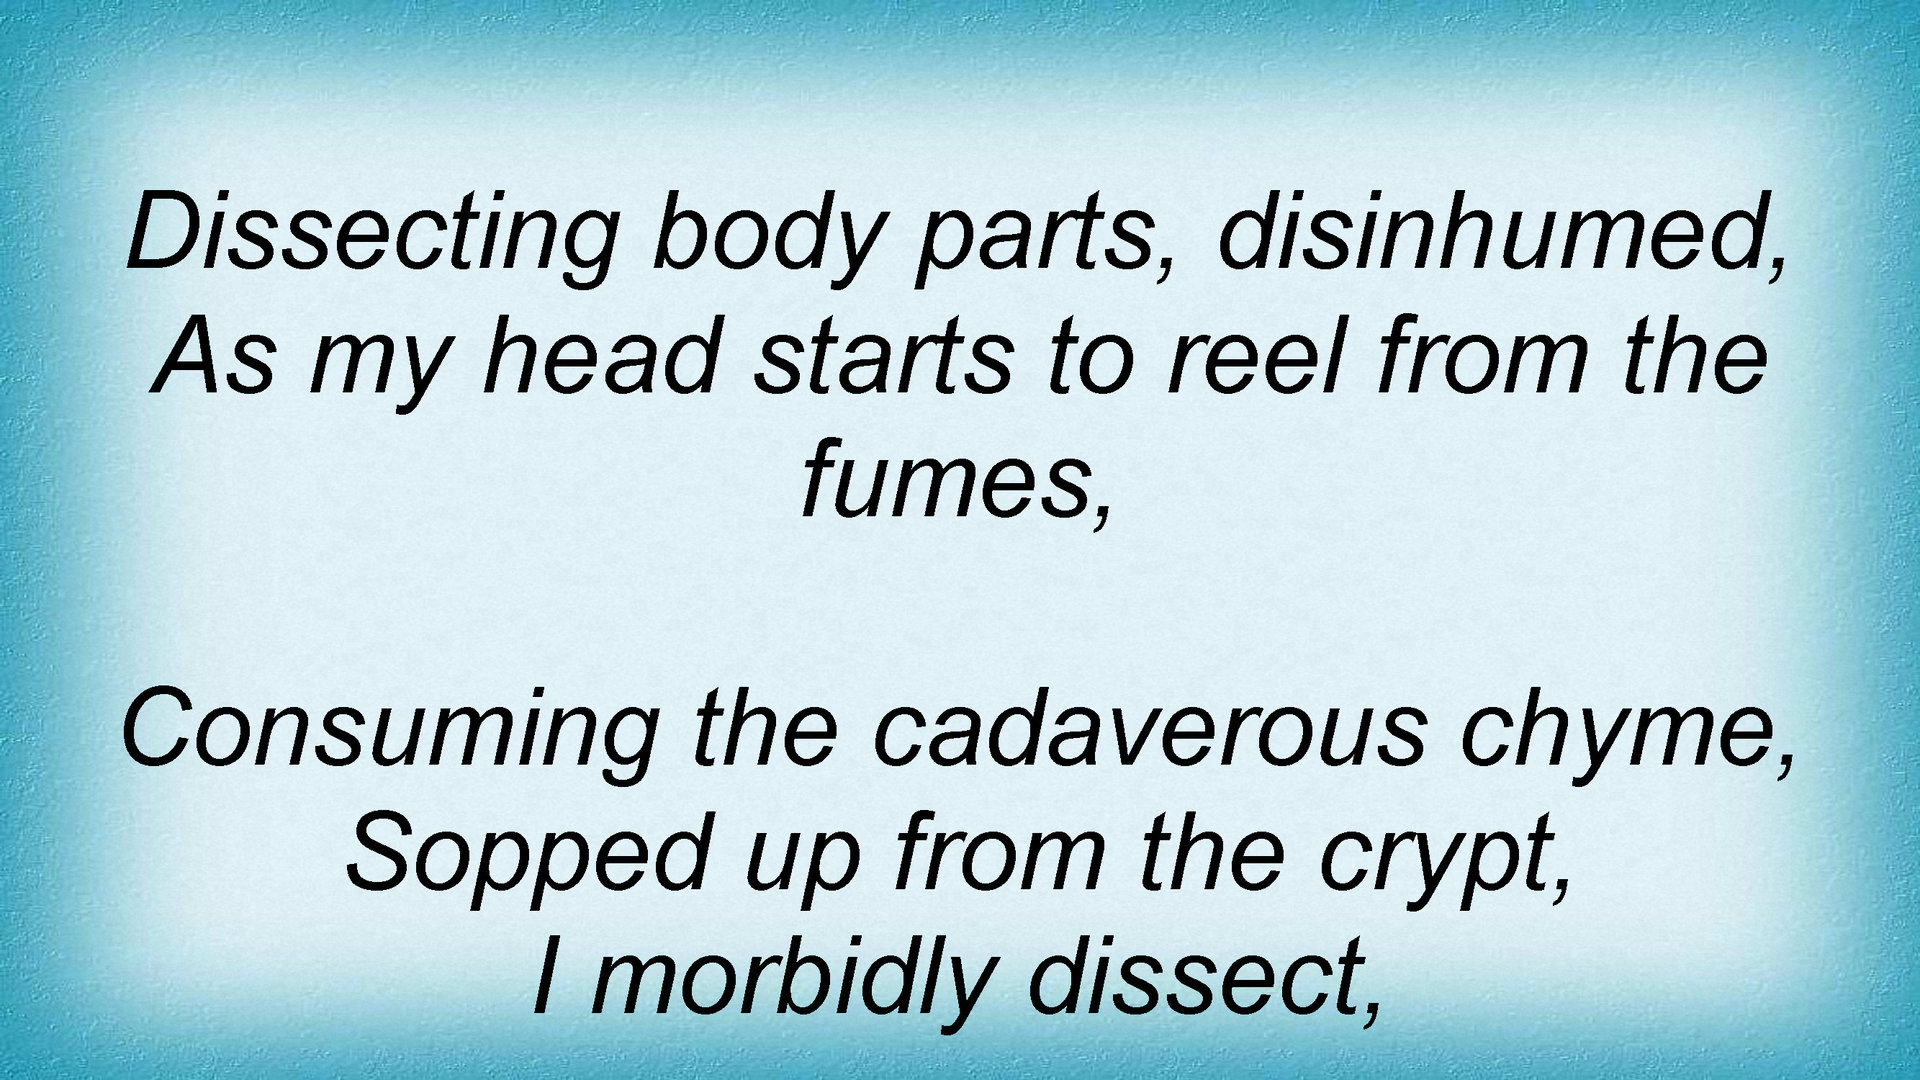 Dissecting body parts, disinhumed,
As my head starts to reel from the
fumes,
Consuming the cadaverous chyme,
Sopped up from the crypt,
I morbidly dissect,